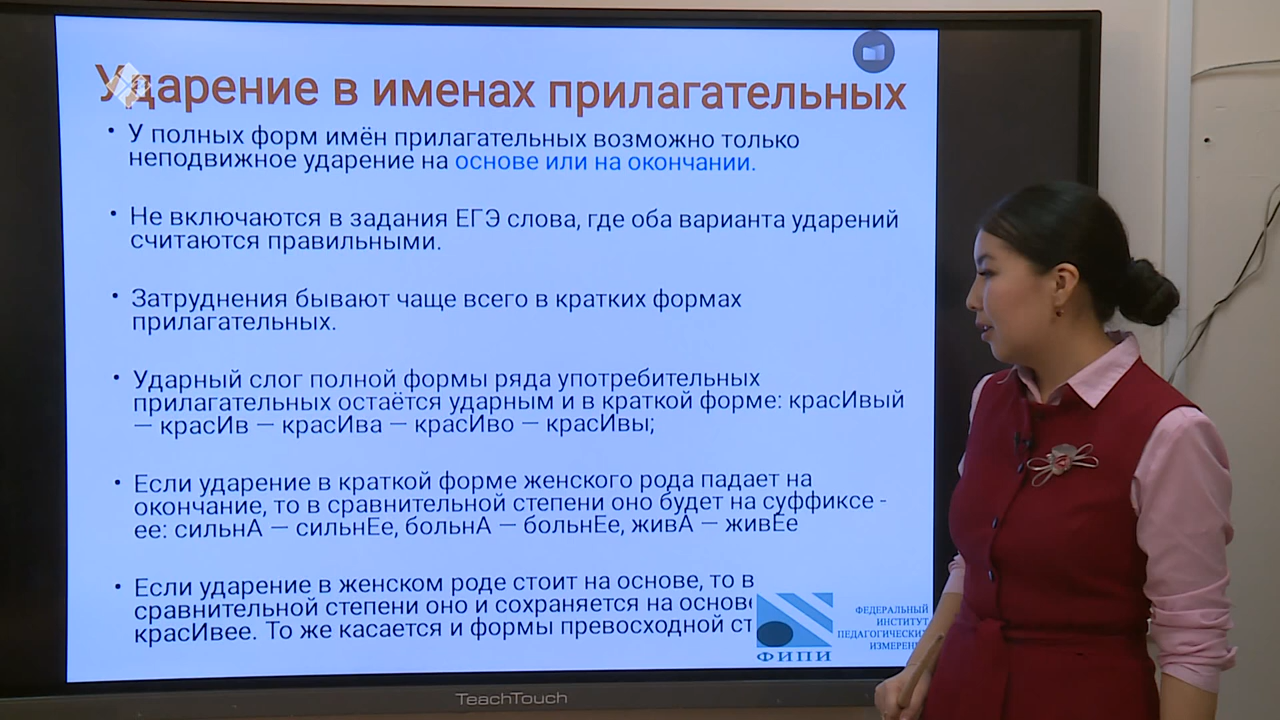 Ударение в именах прилагательных
• У полных форм имён прилагательных возможно только
неподвижное ударение на основе или на окончании.
• Не включаются в задания ЕГЭ слова, где оба варианта ударений
считаются правильными.
• Затруднения бывают чаще всего в кратких формах
прилагательных.
• Ударный слог полной формы ряда употребительных
прилагательных остаётся ударным и в краткой форме: красИвый
— красИв — красИва — красИво — красИвы;
• Если ударение в краткой форме женского рода падает на
окончание, то в сравнительной степени оно будет на суффиксе -
ее: сильнА — сильнЕе, больнА — больнЕе, живА — живЕе
• Если ударение в женском роде стоит на основе, то в
сравнительной степени оно и сохраняется на
красИвее. То же касается и формы превосходной
ФИПИ
ФЕДЕРАЛЬНЫЙ
ИНСТИТУТ
TeachTouch